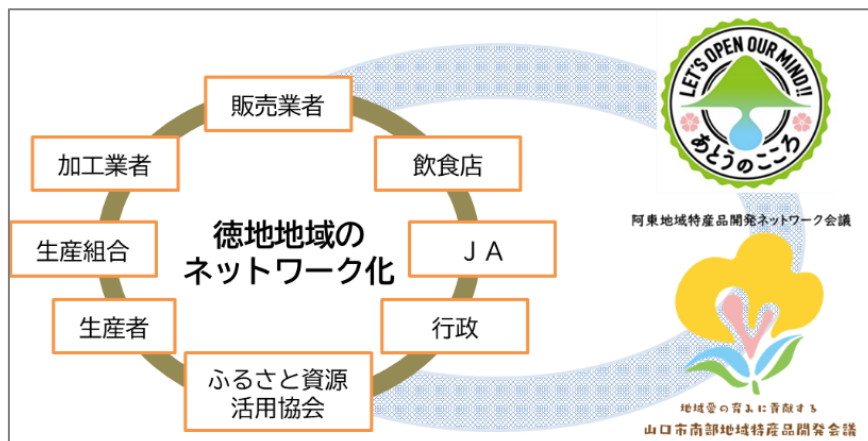 販売業者
加工業者
飲食店
生産組合
徳地地域の
ネットワーク化
JA
生産者
行政
ふるさと資源
活用協会
LET'S OPEN OUR MIND!!
あとうのこころ
阿東地域特産品開発ネットワーク会議
地域愛の育みに貢献する
山口市南部地域特産品開発会議